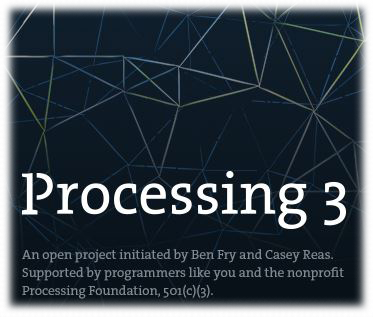 Processing 3
An open project initiated by Ben Fry and Casey Reas.
Supported by programmers like you and the nonprofit
Processing Foundation, 501(c)(3).